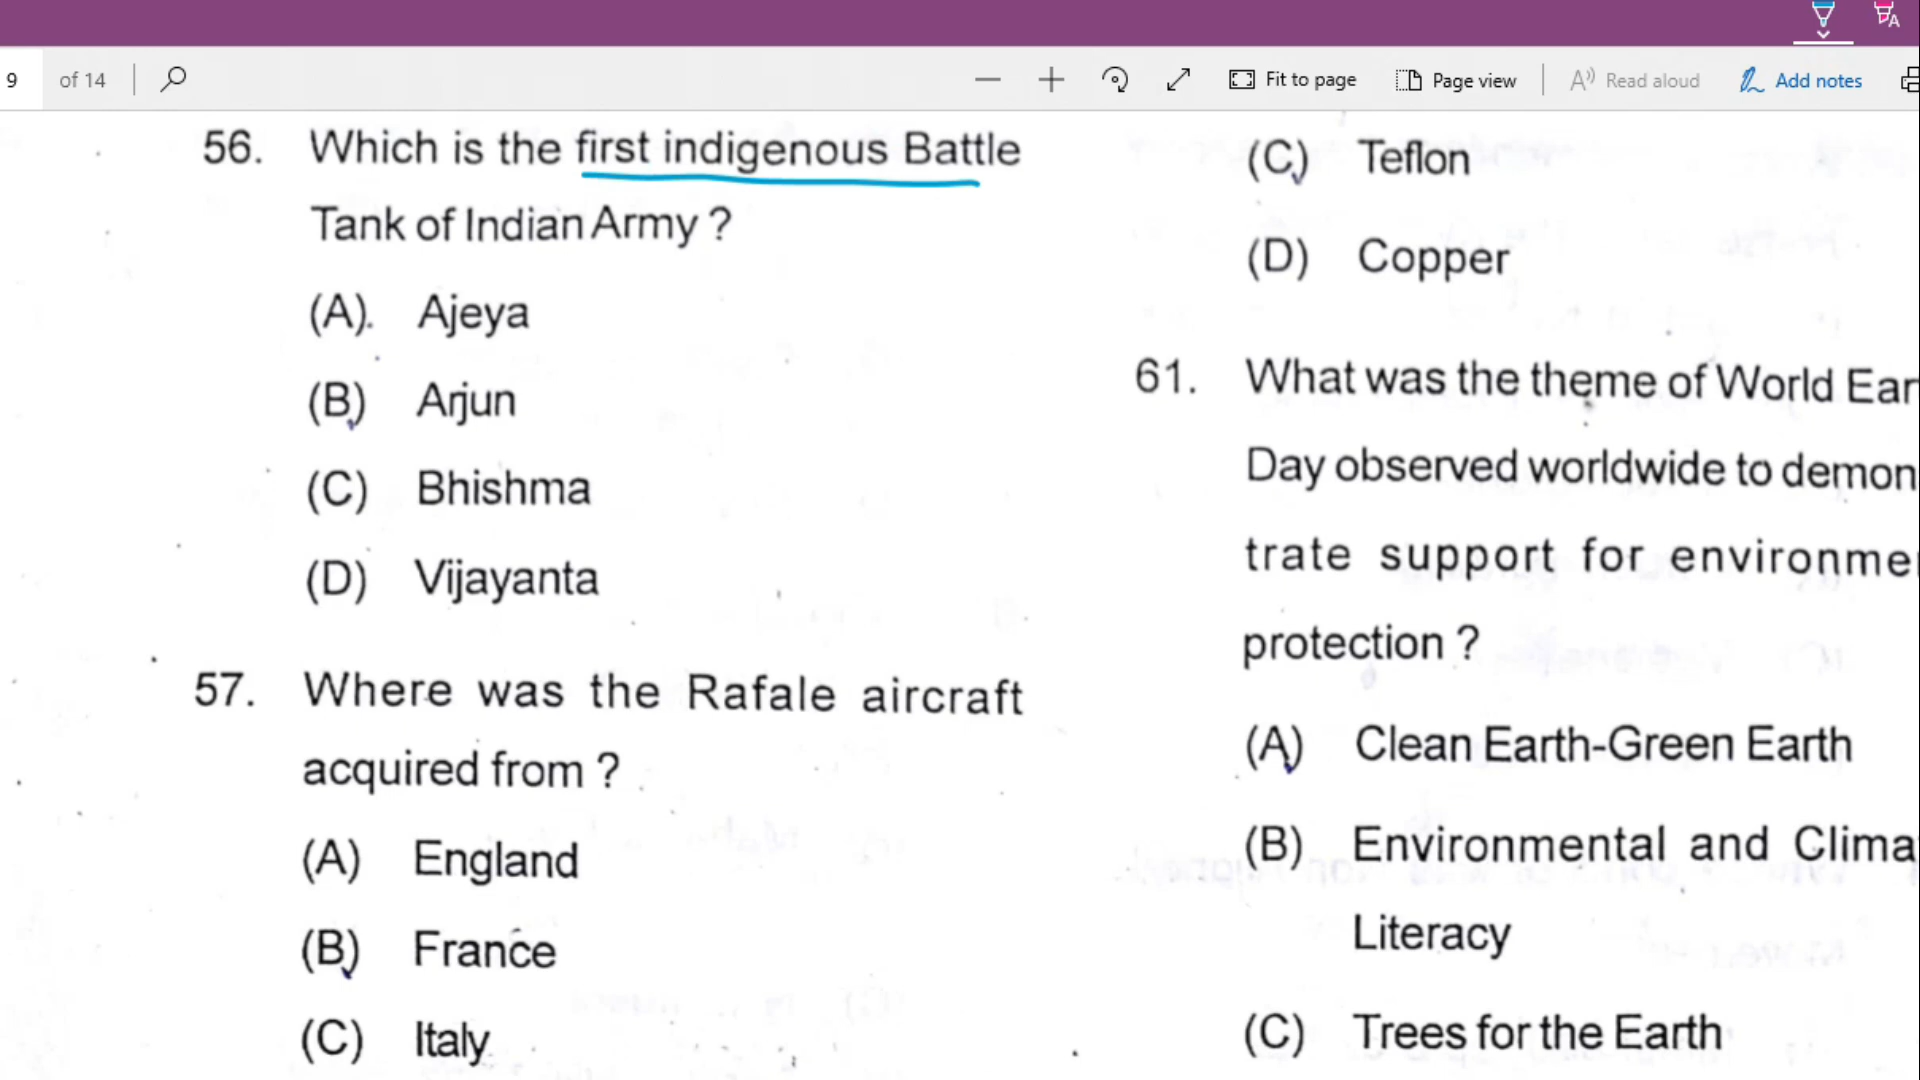 9 of 14
Fit to page
Page view
Read aloud
Add notes
56. Which is the first indigenous Battle
Tank of Indian Army ?
(A). Ajeya
(B) Arjun
(C) Bhishma
(D) Vijayanta
57. Where was the Rafale aircraft
acquired from ?
(A) England
(B) France
(C) Italy
(C) Teflon
(D) Copper
61. What was the theme of World Ear
Day observed worldwide to demon
trate support for environme
protection ?
(A) Clean Earth-Green Earth
(B) Environmental and Clima
Literacy
(C) Trees for the Earth